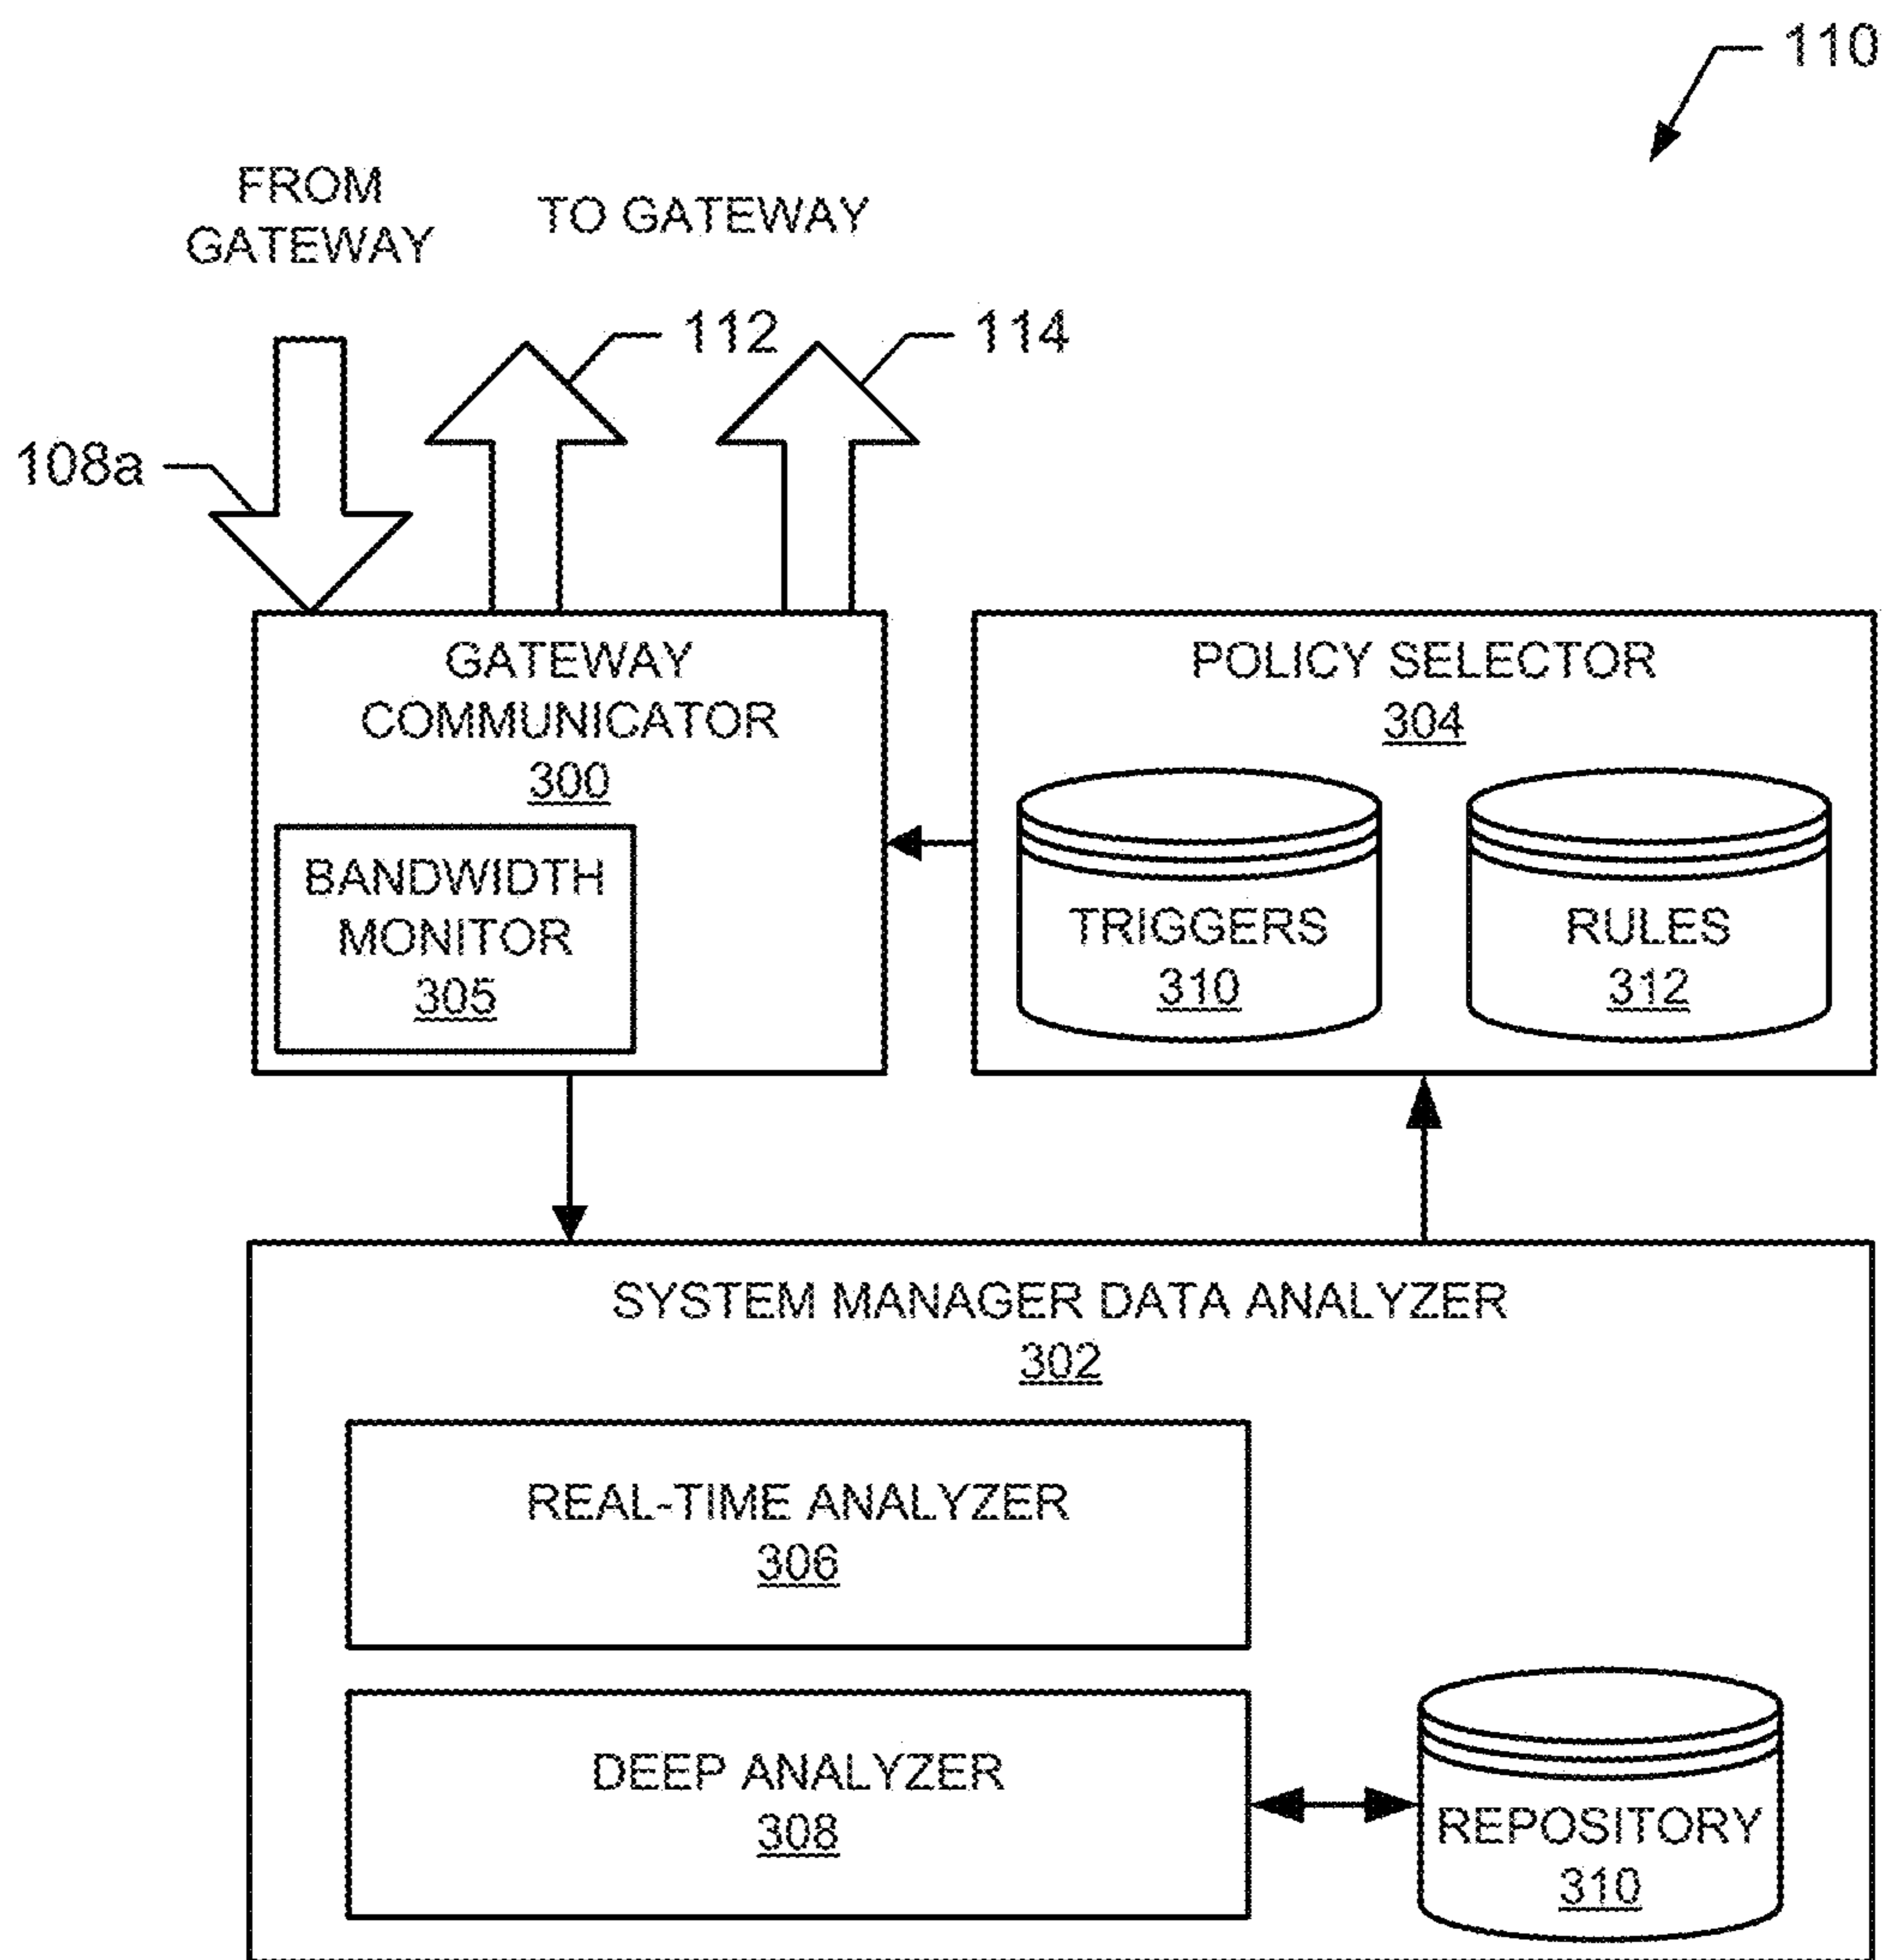 110
FROM
GATEWAY
TO GATEWAY
112
114
108a
GATEWAY
COMMUNICATOR
300
BANDWIDTH
MONITOR
305
POLICY SELECTOR
304
TRIGGERS
310
RULES
312
SYSTEM MANAGER DATA ANALYZER
302
REAL-TIME ANALYZER
306
DEEP ANALYZER
308
REPOSITORY
310